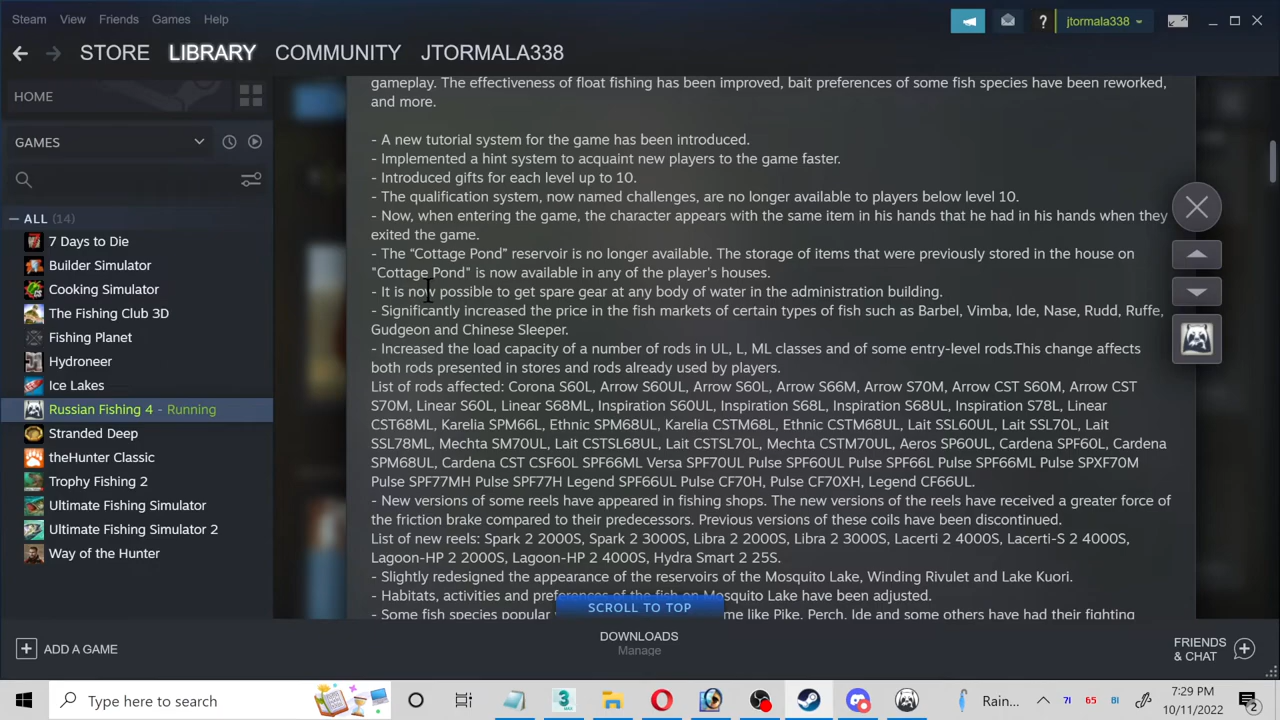 Steam View Friends Games Help
jtormala338
STORE LIBRARY COMMUNITY JTORMALA338
HOME
GAMES
ALL (14)
7 Days to Die
Builder Simulator
Cooking Simulator
The Fishing Club 3D
Fishing Planet
Hydroneer
Ice Lakes
Russian Fishing 4 - Running
Stranded Deep
theHunter Classic
Trophy Fishing 2
Ultimate Fishing Simulator
Ultimate Fishing Simulator 2
Way of the Hunter
gameplay. The effectiveness of float fishing has been improved, bait preferences of some fish species have been reworked,
and more.
- A new tutorial system for the game has been introduced.
- Implemented a hint system to acquaint new players to the game faster.
- Introduced gifts for each level up to 10.
- The qualification system, now named challenges, are no longer available to players below level 10.
- Now, when entering the game, the character appears with the same item in his hands that he had in his hands when they
exited the game.
- The "Cottage Pond" reservoir is no longer available. The storage of items that were previously stored in the house on
"Cottage Pond" is now available in any of the player's houses.
- It is now possible to get spare gear at any body of water in the administration building.
- Significantly increased the price in the fish markets of certain types of fish such as Barbel, Vimba, Ide, Nase, Rudd, Ruffe,
Gudgeon and Chinese Sleeper.
- Increased the load capacity of a number of rods in UL, L, ML classes and of some entry-level rods.This change affects
both rods presented in stores and rods already used by players.
List of rods affected: Corona S60L, Arrow S60UL, Arrow S60L, Arrow S66M, Arrow S70M, Arrow CST S60M, Arrow CST
S70M, Linear S60L, Linear S68ML, Inspiration S60UL, Inspiration S68L, Inspiration S68UL, Inspiration S78L, Linear
CST68ML, Karelia SPM66L, Ethnic SPM68UL, Karelia CSTM68L, Ethnic CSTM68UL, Lait SSL60UL, Lait SSL70L, Lait
SSL78ML, Mechta SM70UL, Lait CSTSL68UL, Lait CSTSL70L, Mechta CSTM70UL, Aeros SP60UL, Cardena SPF60L, Cardena
SPM68UL, Cardena CST CSF60L SPF66ML Versa SPF70UL Pulse SPF60UL Pulse SPF66L Pulse SPF66ML Pulse SPXF70M
Pulse SPF77MH Pulse SPF77H Legend SPF66UL Pulse CF70H, Pulse CF70XH, Legend CF66UL.
- New versions of some reels have appeared in fishing shops. The new versions of the reels have received a greater force of
the friction brake compared to their predecessors. Previous versions of these coils have been discontinued.
List of new reels: Spark 2 2000S, Spark 2 3000S, Libra 2 2000S, Libra 2 3000S, Lacerti 2 4000S, Lacerti-S 2 4000S,
Lagoon-HP 2 2000S, Lagoon-HP 2 4000S, Hydra Smart 2 25S.
- Slightly redesigned the appearance of the reservoirs of the Mosquito Lake, Winding Rivulet and Lake Kuori.
- Habitats, activities and preferences of the fish on Mosquito Lake have been adjusted.
SCROLL TO TOP
- Some fish species popular me like Pike, Perch, Ide and some others have had their fighting
ADD A GAME
DOWNLOADS
Manage
FRIENDS
& CHAT
Type here to search
Rain...
71 65 81
7:29 PM
10/11/2022
2